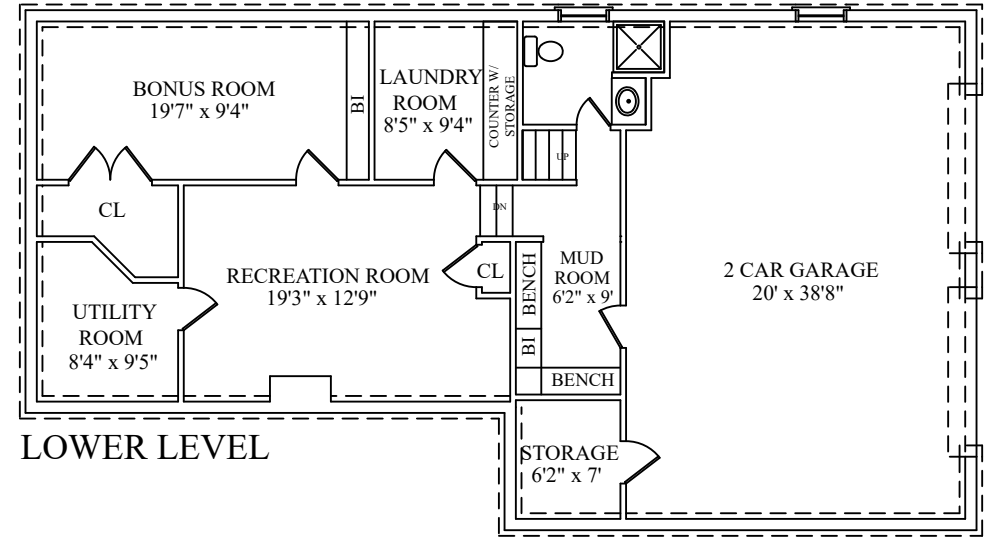 BONUS ROOM
19'7" x 9'4"
BI
LAUNDRY
ROOM
8'5" x 9'4"
COUNTER W/
STORAGE
UP
CL
DN
RECREATION ROOM
19'3" x 12'9"
CL
BENCH
MUD
ROOM
6'2" x 9'
2 CAR GARAGE
20' x 38'8"
UTILITY
ROOM
8'4" x 9'5"
BI
BENCH
LOWER LEVEL
STORAGE
6'2" x 7'